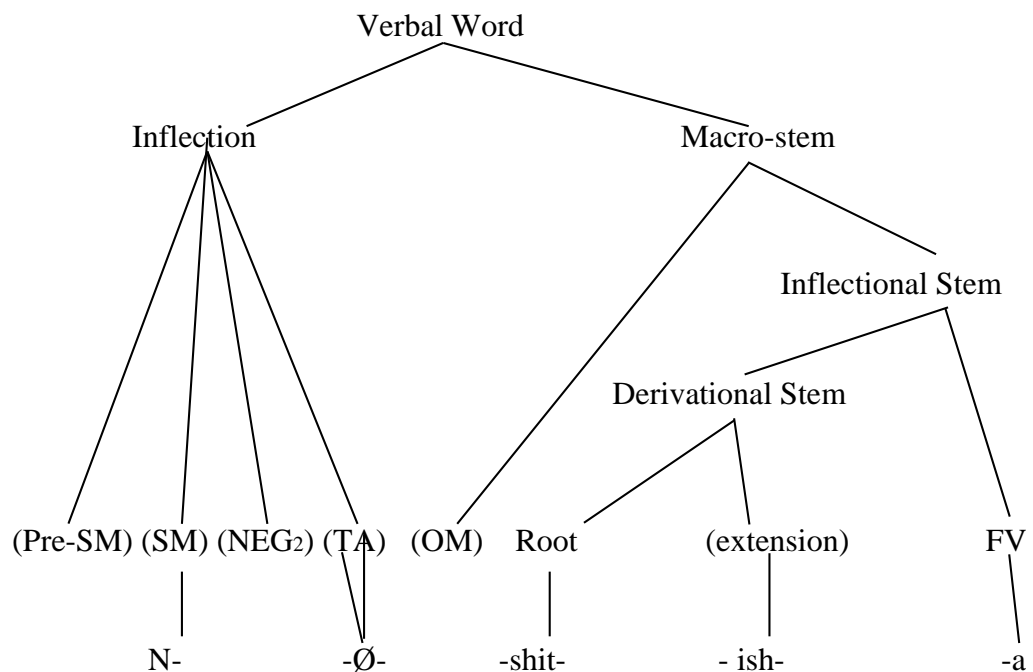 Verbal Word
Inflection Macro-stem
Inflectional Stem
Derivational Stem
(Pre-SM) (SM) (NEG₂) (TA) (OM) Root (extension) FV
N- -Ø- -shit- - ish- -a